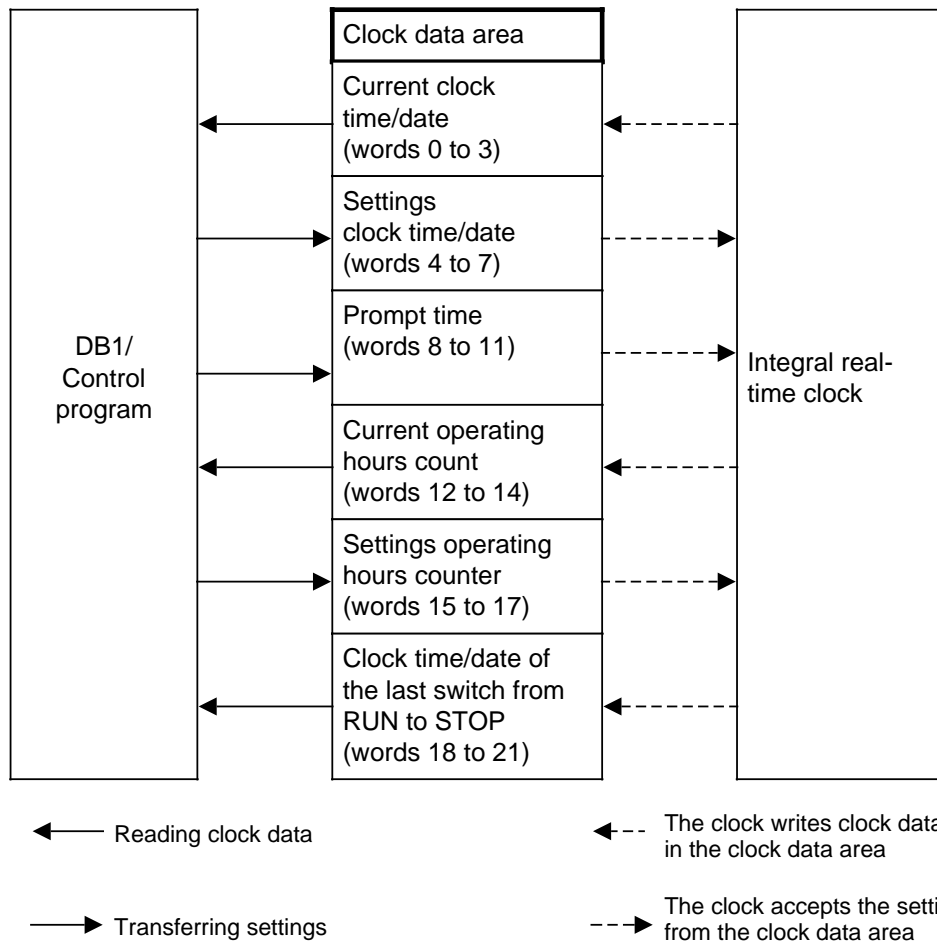 Clock data area
Current clock
time/date
(words 0 to 3)
Settings
clock time/date
(words 4 to 7)
Prompt time
(words 8 to 11)
DB1/
Control
program
Integral real-
time clock
Current operating
hours count
(words 12 to 14)
Settings operating
hours counter
(words 15 to 17)
Clock time/date of
the last switch from
RUN to STOP
(words 18 to 21)
Reading clock data
The clock writes clock data
in the clock data area
Transferring settings
The clock accepts the setti
from the clock data area